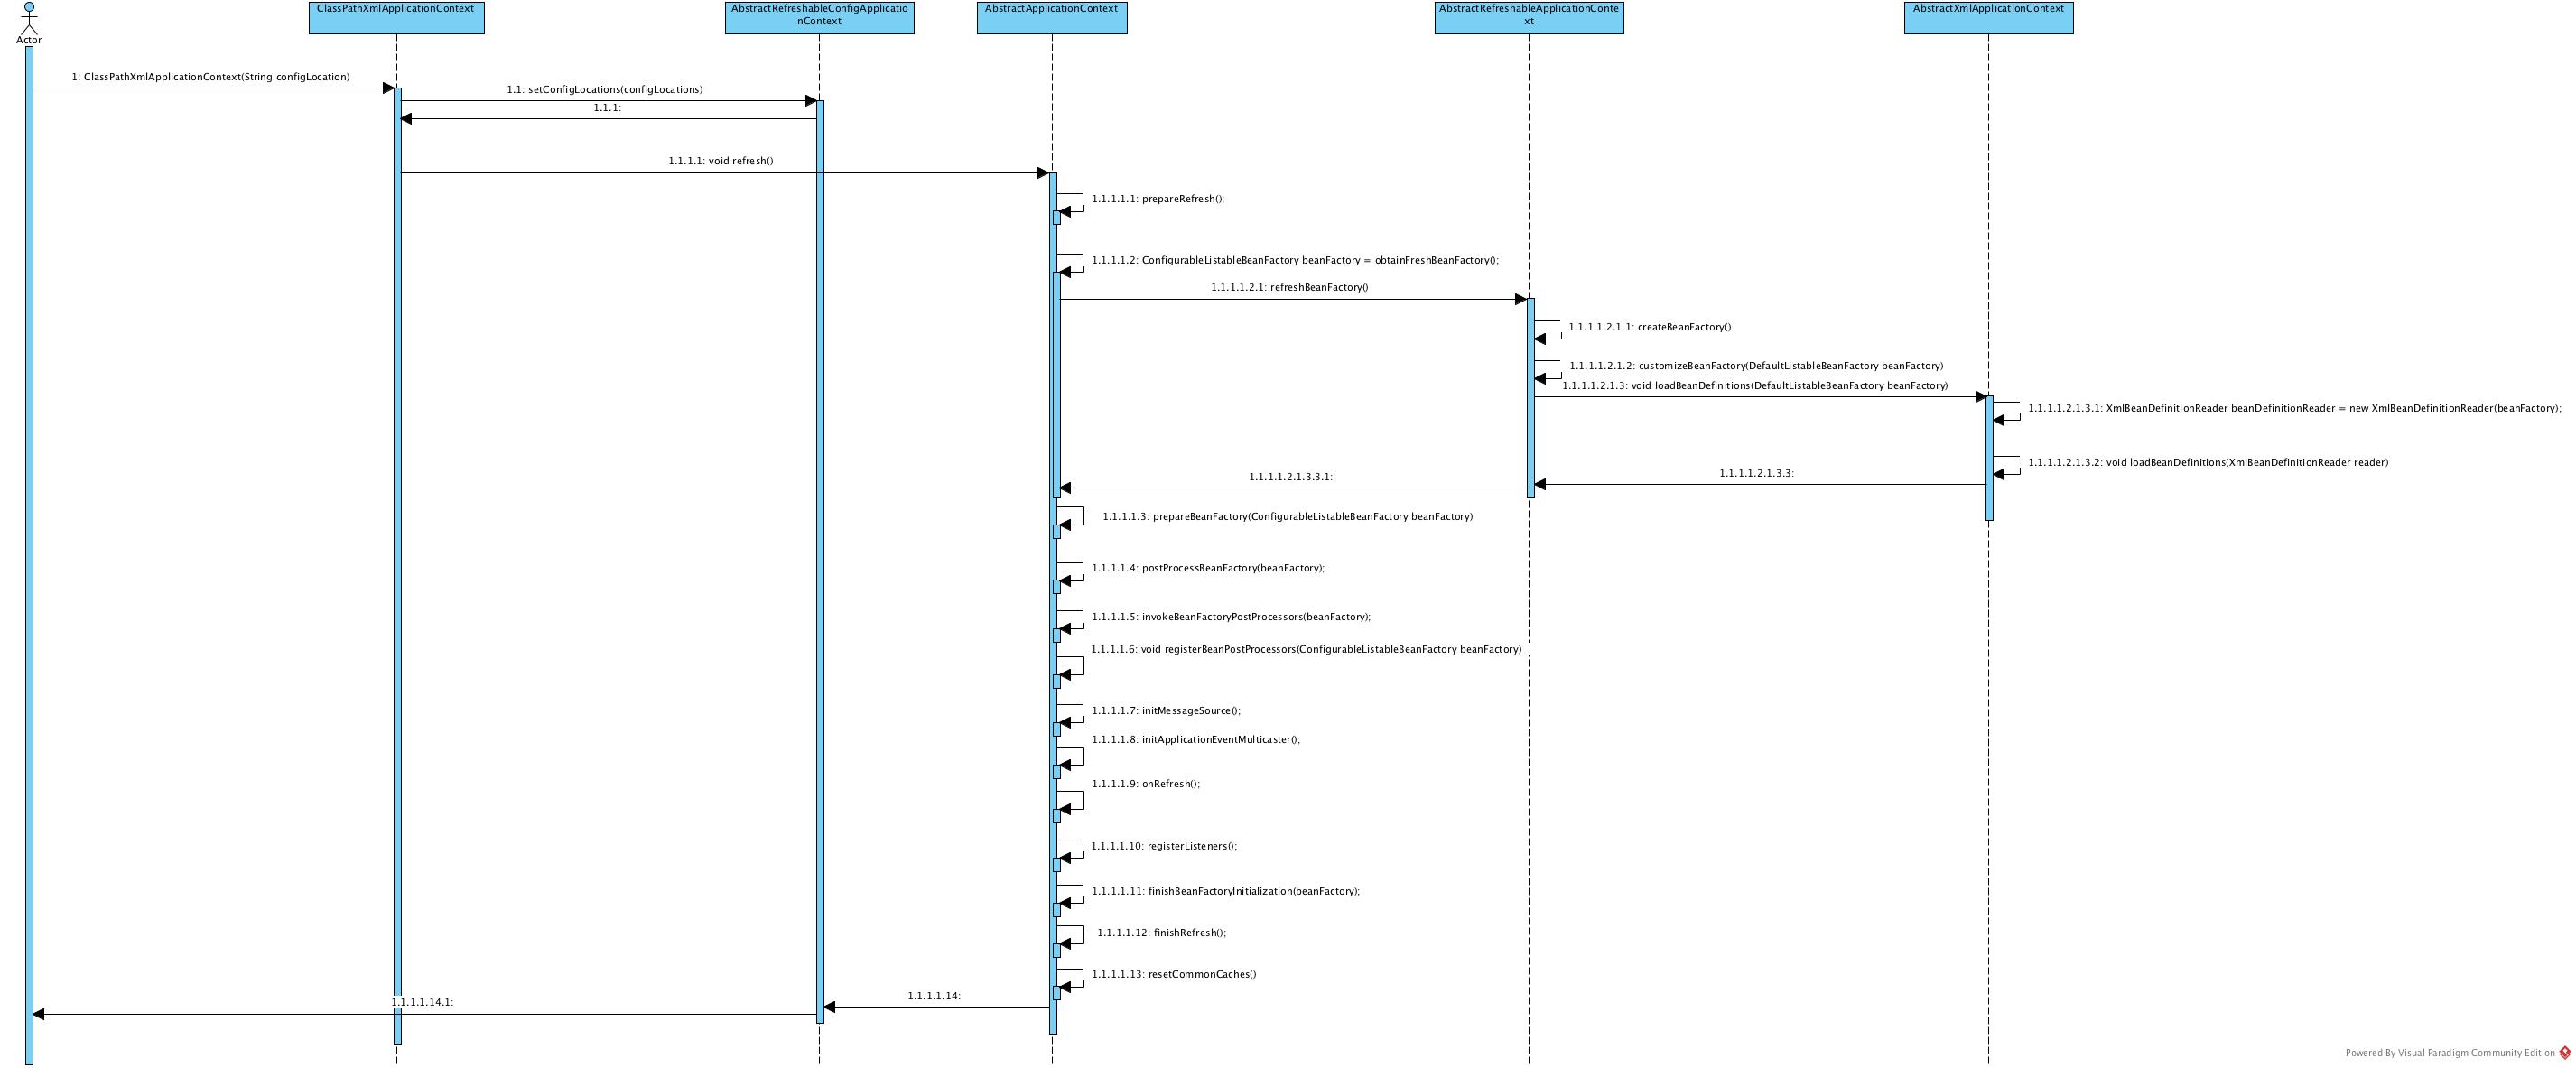 ClassPathXmlApplicationContext
AbstractRefreshableConfigApplicatio
nContext
AbstractApplicationContext
AbstractRefreshableApplicationConte
xt
AbstractXmlApplicationContext
Actor
1: ClassPathXmlApplicationContext(String configLocation)
1.1: setConfigLocations(configLocations)
1.1.1:
1.1.1.1: void refresh()
1.1.1.1.1: prepareRefresh();
1.1.1.1.2: ConfigurableListableBeanFactory beanFactory = obtainFreshBeanFactory();
1.1.1.1.2.1: refreshBeanFactory()
1.1.1.1.2.1.1: createBeanFactory()
1.1.1.1.2.1.2: customizeBeanFactory(DefaultListableBeanFactory beanFactory)
1.1.1.1.2.1.3: void loadBeanDefinitions(DefaultListableBeanFactory beanFactory)
1.1.1.1.2.1.3.1: XmlBeanDefinitionReader beanDefinitionReader = new XmlBeanDefinitionReader(beanFactory);
1.1.1.1.2.1.3.2: void loadBeanDefinitions(XmlBeanDefinitionReader reader)
1.1.1.1.2.1.3.3:
1.1.1.1.2.1.3.3.1:
1.1.1.1.3: prepareBeanFactory(ConfigurableListableBeanFactory beanFactory)
1.1.1.1.4: postProcessBeanFactory(beanFactory);
1.1.1.1.5: invokeBeanFactoryPostProcessors(beanFactory);
1.1.1.1.6: void registerBeanPostProcessors(ConfigurableListableBeanFactory beanFactory)
1.1.1.1.7: initMessageSource();
1.1.1.1.8: initApplicationEventMulticaster();
1.1.1.1.9: onRefresh();
1.1.1.1.10: registerListeners();
1.1.1.1.11: finishBeanFactoryInitialization(beanFactory);
1.1.1.1.12: finishRefresh();
1.1.1.1.13: resetCommonCaches()
1.1.1.1.14:
1.1.1.1.14.1:
Powered By Visual Paradigm Community Edition